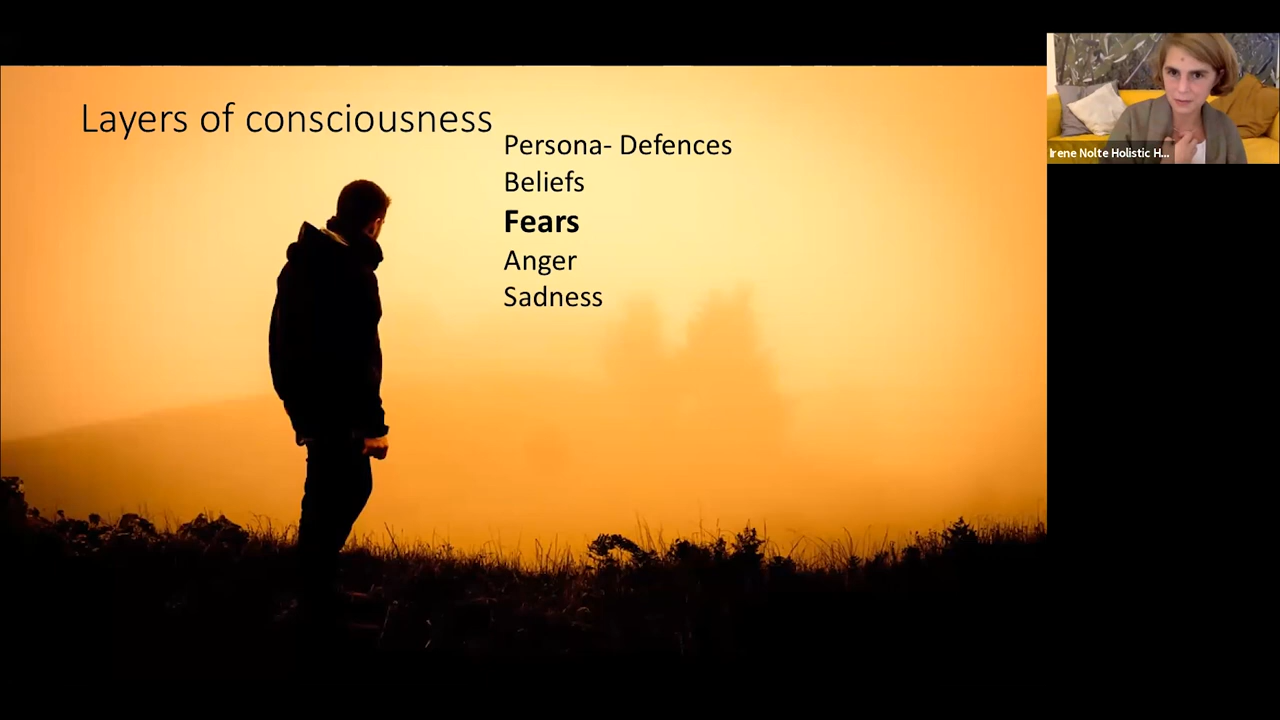 Layers of consciousness
Persona- Defences
Beliefs
Fears
Anger
Sadness
Irene Nolte Holistic H...